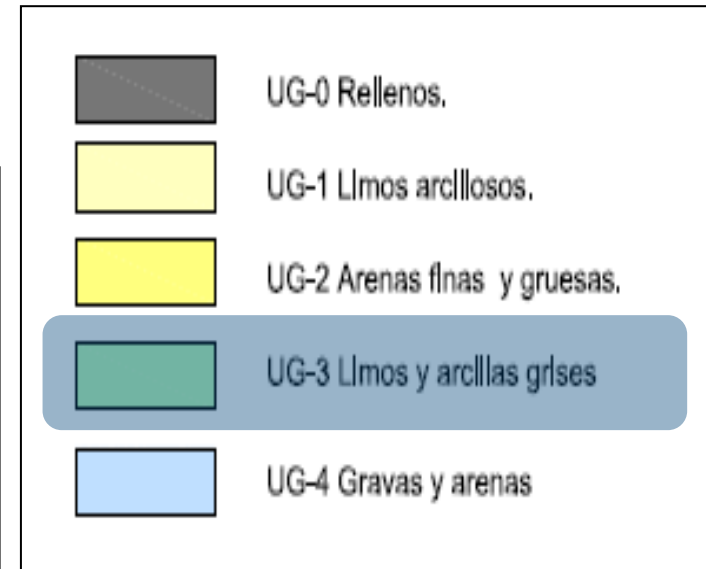 UG-0 Rellenos.
UG-1 Limos arcillosos.
UG-2 Arenas finas y gruesas.
UG-3 Limos y arcillas grises
UG-4 Gravas y arenas